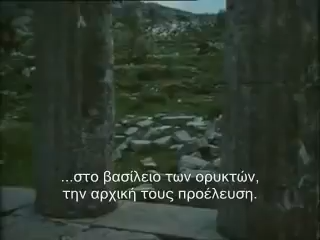 ...στο βασίλειο των ορυκτών,
την αρχική τους προέλευση.